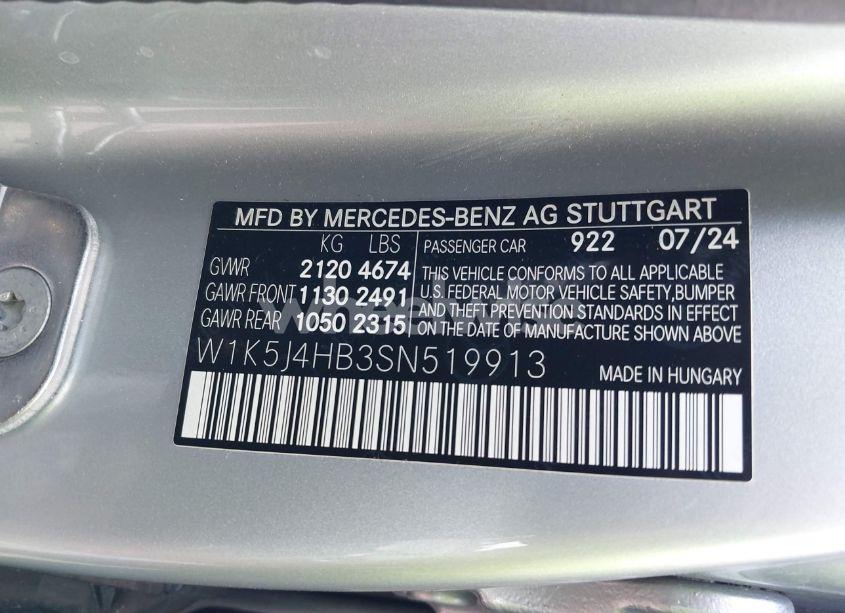 MFD BY MERCEDES-BENZ AG STUTTGART
KG LBS
GVWR 2120 4674
GAWR FRONT 1130 2491
GAWR REAR 1050 2315
PASSENGER CAR 922 07/24
THIS VEHICLE CONFORMS TO ALL APPLICABLE
U.S. FEDERAL MOTOR VEHICLE SAFETY,BUMPER
AND THEFT PREVENTION STANDARDS IN EFFECT
ON THE DATE OF MANUFACTURE SHOWN ABOVE
W1K5J4HB3SN519913
MADE IN HUNGARY